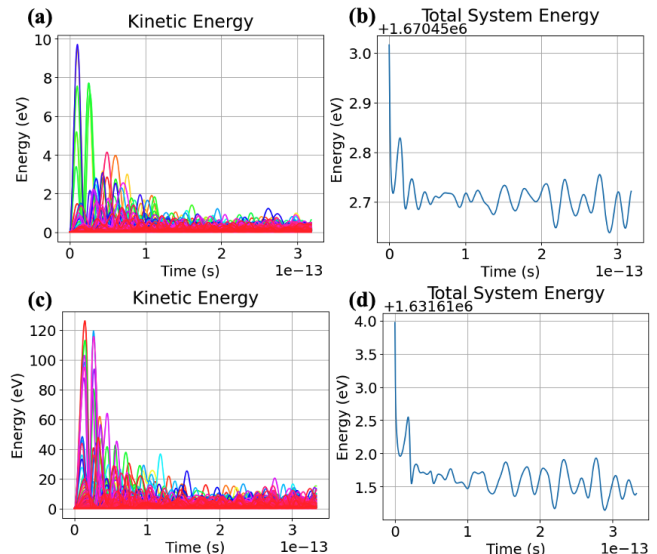 (a)
Kinetic Energy
Energy (eV)
10
8
6
4
2
0
0
1
2
3
Time (s)
1e−13
(b)
Total System Energy
+1.67045e6
Energy (eV)
3.0
2.9
2.8
2.7
0
1
2
3
Time (s)
1e−13
(c)
Kinetic Energy
Energy (eV)
120
100
80
60
40
20
0
0
1
2
3
Time (s)
1e−13
(d)
Total System Energy
+1.63161e6
Energy (eV)
4.0
3.5
3.0
2.5
2.0
1.5
0
1
2
3
Time (s)
1e−13